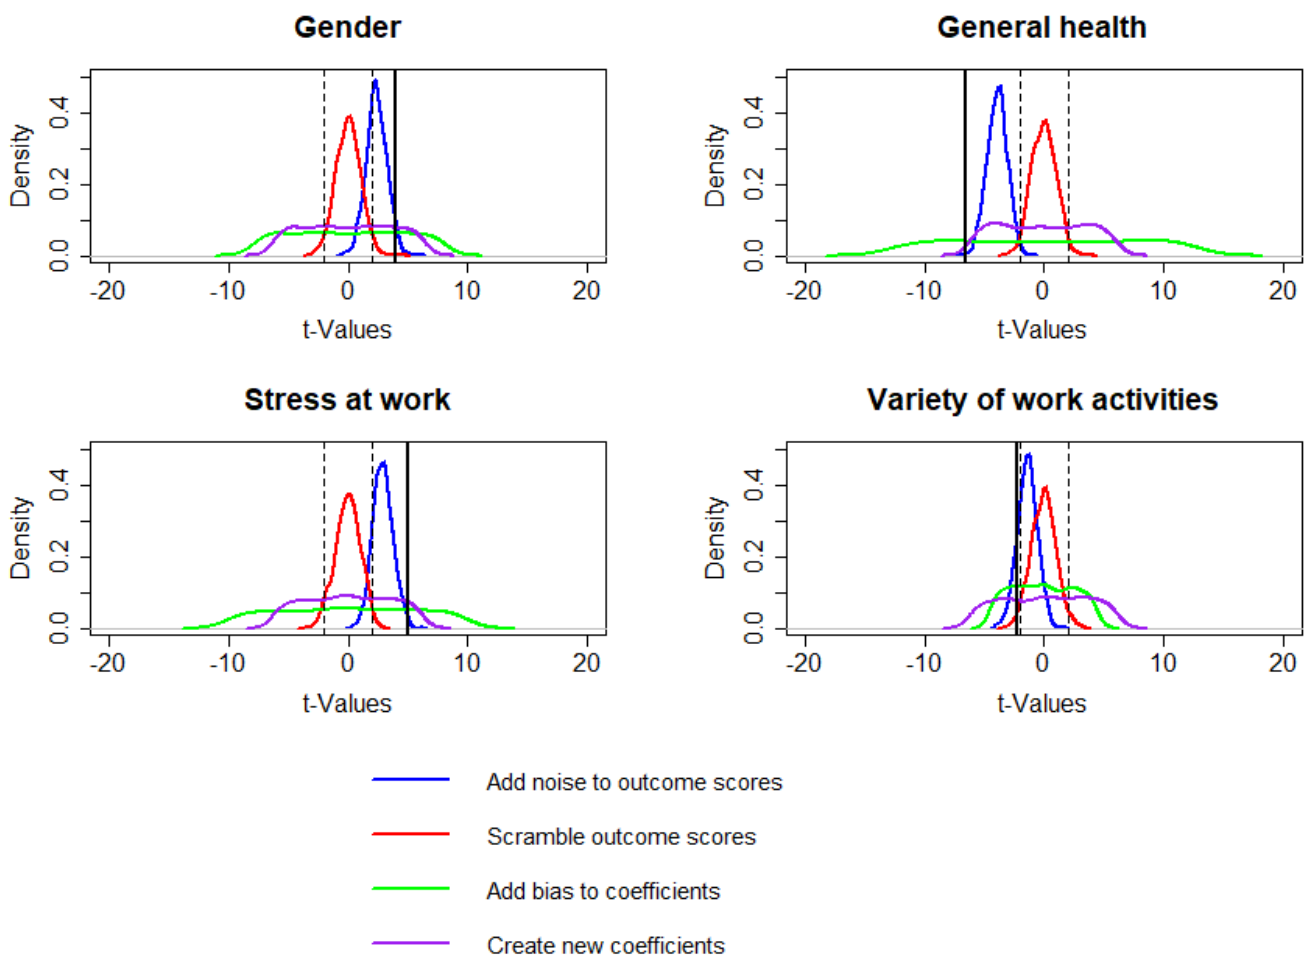 Gender
General health
Density
0.0 0.2 0.4
-20 -10 0 10 20
t-Values
Density
0.0 0.2 0.4
-20 -10 0 10 20
t-Values
Stress at work
Variety of work activities
Density
0.0 0.2 0.4
-20 -10 0 10 20
t-Values
Density
0.0 0.2 0.4
-20 -10 0 10 20
t-Values
Add noise to outcome scores
Scramble outcome scores
Add bias to coefficients
Create new coefficients